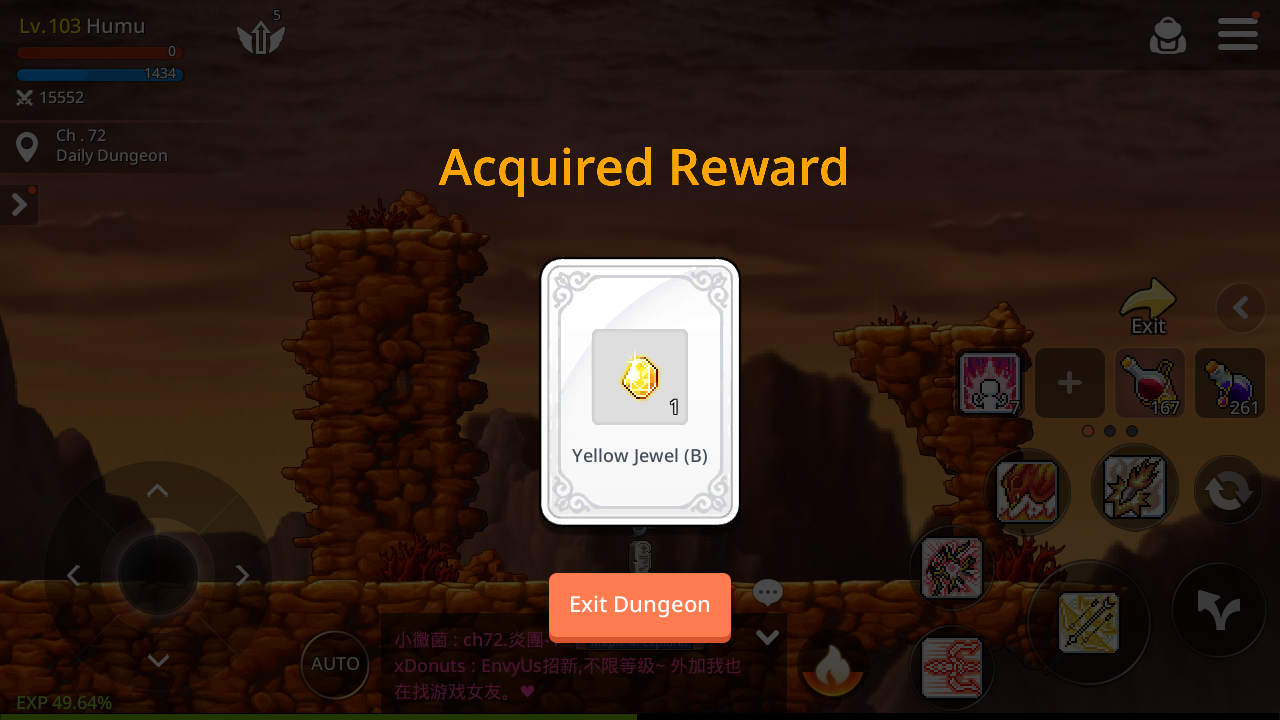 5
Lv.103 Humu
0
1434
15552
Ch . 72
Daily Dungeon
Acquired Reward
Exit
1
7
167
261
Yellow Jewel (B)
Exit Dungeon
小黴菌 : ch72.炎團~
AUTO
xDonuts : EnvyUs招新,不限等级~ 外加我也
在找游戏女友。♥
EXP 49.64%